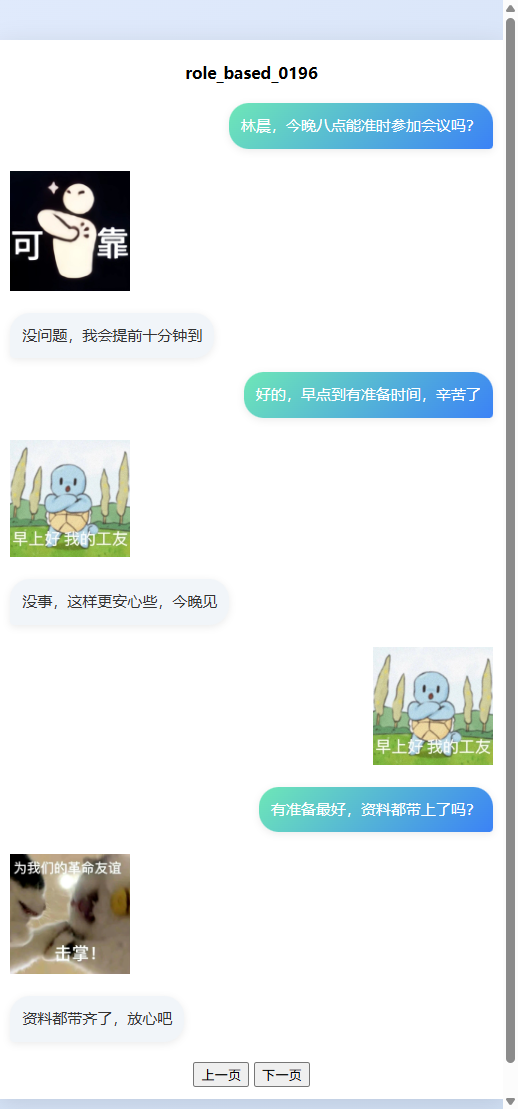 role_based_0196
林晨，今晚八点能准时参加会议吗？
可靠
没问题，我会提前十分钟到
好的，早点到有准备时间，辛苦了
早上好 我的工友
没事，这样更安心些，今晚见
早上好 我的工友
有准备最好，资料都带上了吗？
为我们的革命友谊
击掌！
资料都带齐了，放心吧
上一页 下一页